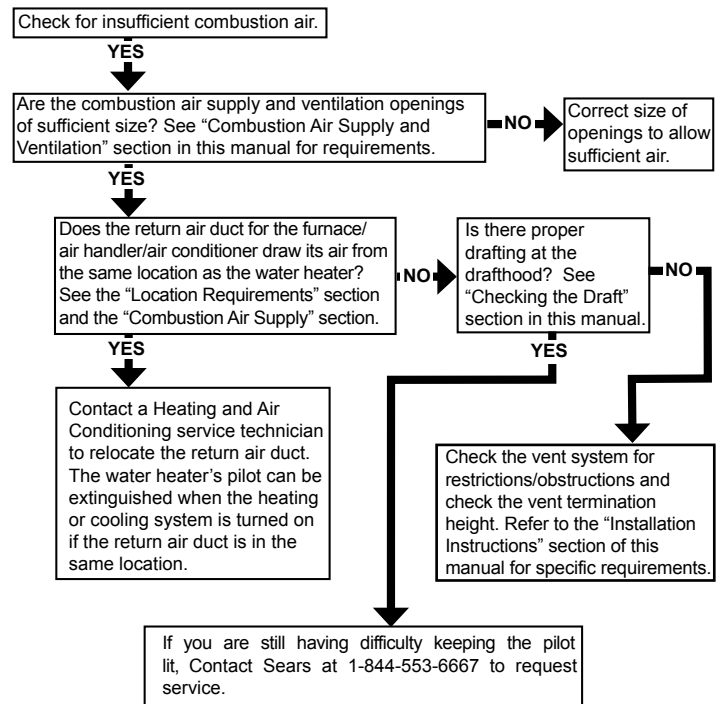 Check for insufficient combustion air.
YES
Are the combustion air supply and ventilation openings
of sufficient size? See “Combustion Air Supply and
Ventilation” section in this manual for requirements.
NO
Correct size of
openings to allow
sufficient air.
YES
Does the return air duct for the furnace/
air handler/air conditioner draw its air from
the same location as the water heater?
See the “Location Requirements” section
and the “Combustion Air Supply” section.
NO
Is there proper
drafting at the
drafthood? See
“Checking the Draft”
section in this manual.
NO
YES
YES
Contact a Heating and Air
Conditioning service technician
to relocate the return air duct.
The water heater’s pilot can be
extinguished when the heating
or cooling system is turned on
if the return air duct is in the
same location.
Check the vent system for
restrictions/obstructions and
check the vent termination
height. Refer to the “Installation
Instructions” section of this
manual for specific requirements.
If you are still having difficulty keeping the pilot
lit, Contact Sears at 1-844-553-6667 to request
service.